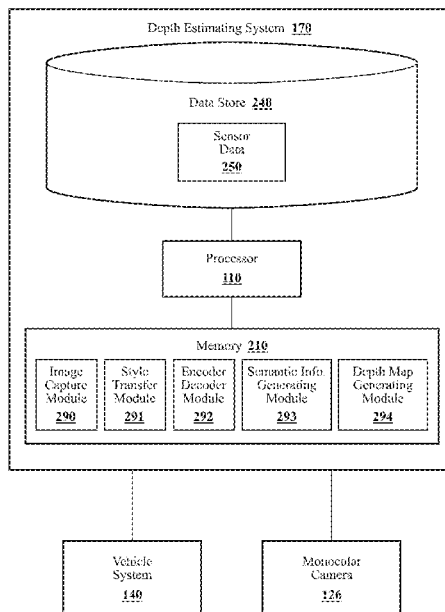 Depth Estimating System 170
Data Store 240
Sensor
Data
250
Processor
110
Memory 210
Image
Capture
Module
290
Style
Transfer
Module
291
Encoder
Decoder
Module
292
Semantic Info
Generating
Module
293
Depth Map
Generating
Module
294
Vehicle
System
140
Monocular
Camera
126